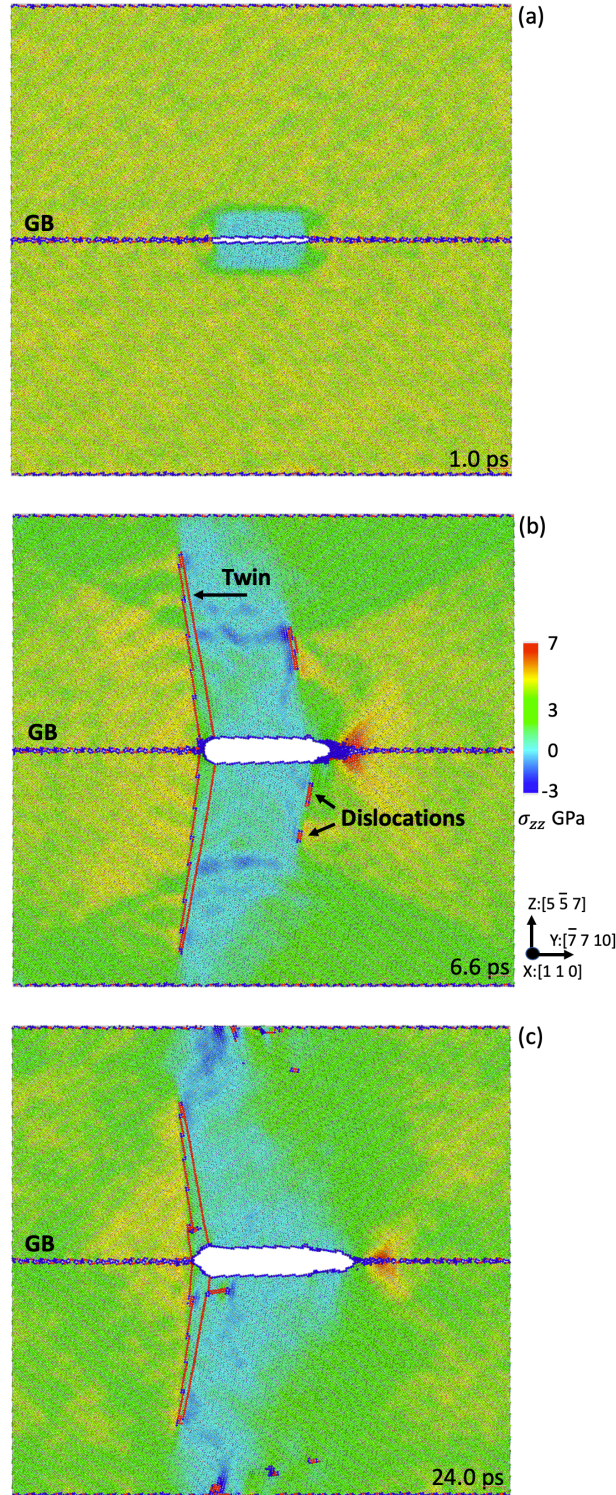 (a)
GB
1.0 ps
(b)
Twin
GB
Dislocations
7
3
0
-3
σzz GPa
Z:[5 5̅ 7]
Y:[7̅ 7 10]
X:[1 1 0]
6.6 ps
(c)
GB
24.0 ps